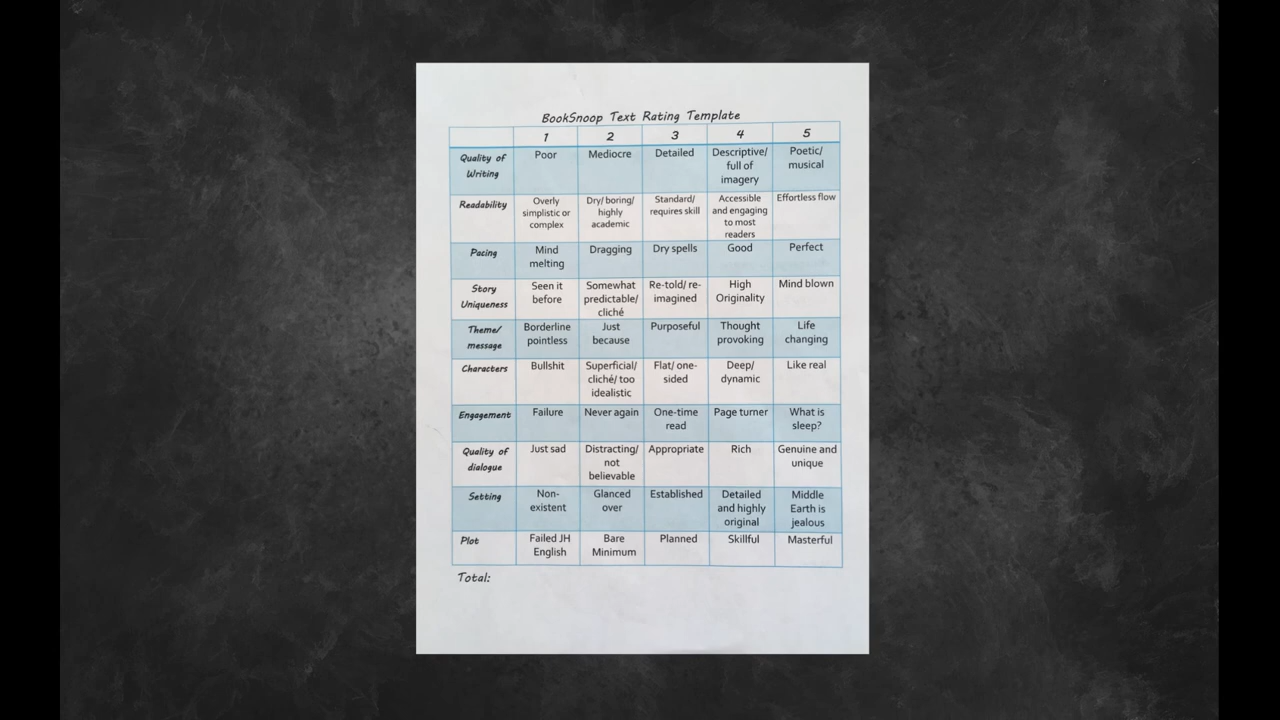 BookSnoop Text Rating Template
1 2 3 4 5
Quality of Writing Poor Mediocre Detailed Descriptive/ full of imagery Poetic/ musical
Readability Overly simplistic or complex Dry/ boring/ highly academic Standard/ requires skill Accessible and engaging to most readers Effortless flow
Pacing Mind melting Dragging Dry spells Good Perfect
Story Uniqueness Seen it before Somewhat predictable/ cliché Re-told/ re-imagined High Originality Mind blown
Theme/ message Borderline pointless Just because Purposeful Thought provoking Life changing
Characters Bullshit Superficial/ cliché/ too idealistic Flat/ one-sided Deep/ dynamic Like real
Engagement Failure Never again One-time read Page turner What is sleep?
Quality of dialogue Just sad Distracting/ not believable Appropriate Rich Genuine and unique
Setting Non-existent Glanced over Established Detailed and highly original Middle Earth is jealous
Plot Failed JH English Bare Minimum Planned Skillful Masterful
Total: